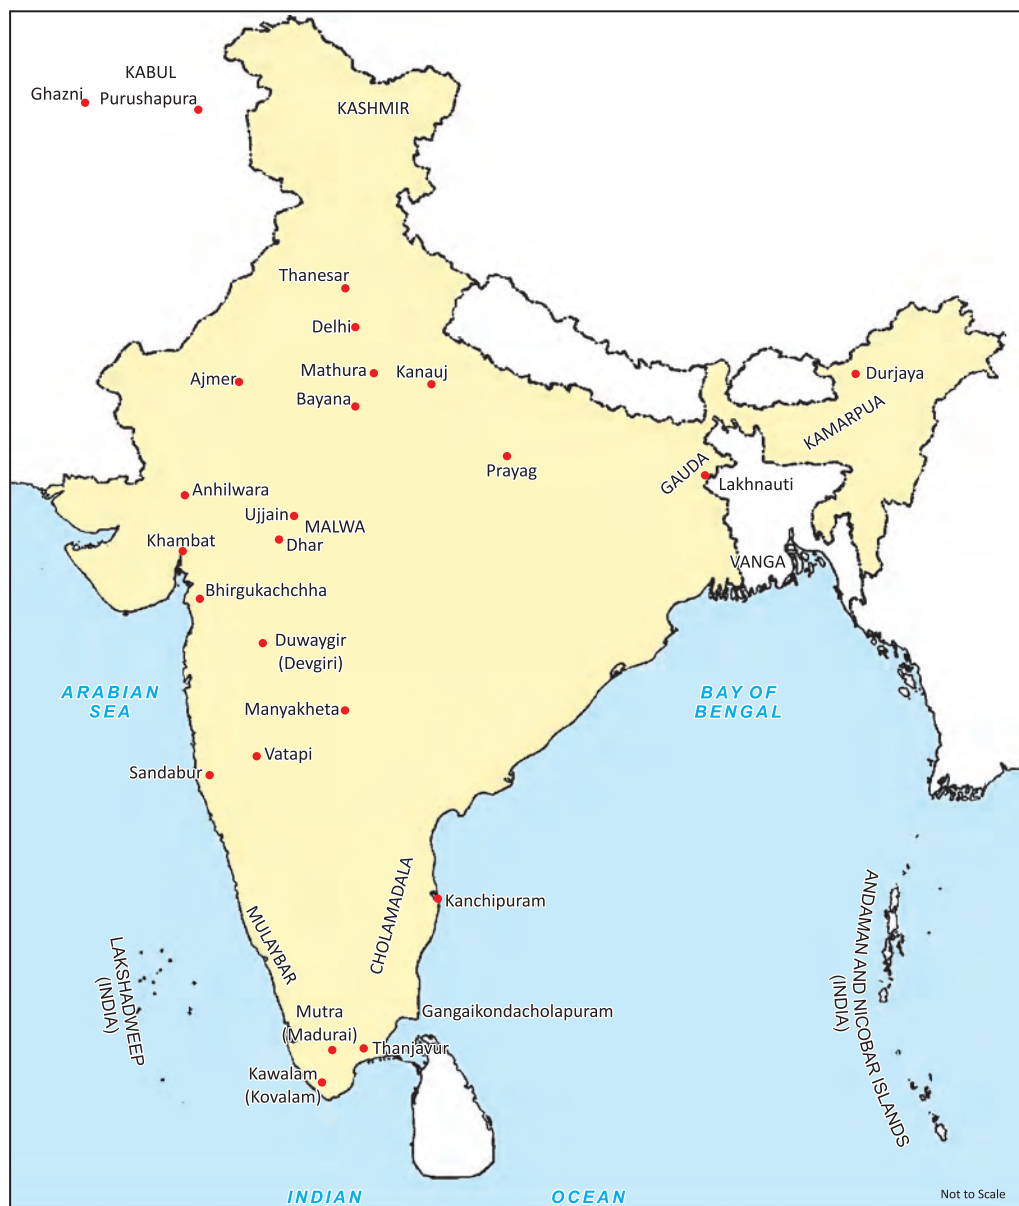 KABUL
Ghazni
Purushapura
KASHMIR
Thanesar
Delhi
Ajmer
Mathura
Kanauj
Bayana
Durjaya
KAMARPUA
Prayag
GAUDA
Lakhnauti
Anhilwara
Ujjain
MALWA
Khambat
Dhar
VANGA
Bhirgukachchha
Duwaygir
(Devgiri)
ARABIAN
SEA
BAY OF
BENGAL
Manyakheta
Vatapi
Sandabur
CHOLAMADALA
Kanchipuram
MULAYBAR
LAKSHADWEEP
(INDIA)
ANDAMAN AND NICOBAR ISLANDS
(INDIA)
Mutra
(Madurai)
Gangaikondacholapuram
Thanjavur
Kawalam
(Kovalam)
INDIAN OCEAN
Not to Scale